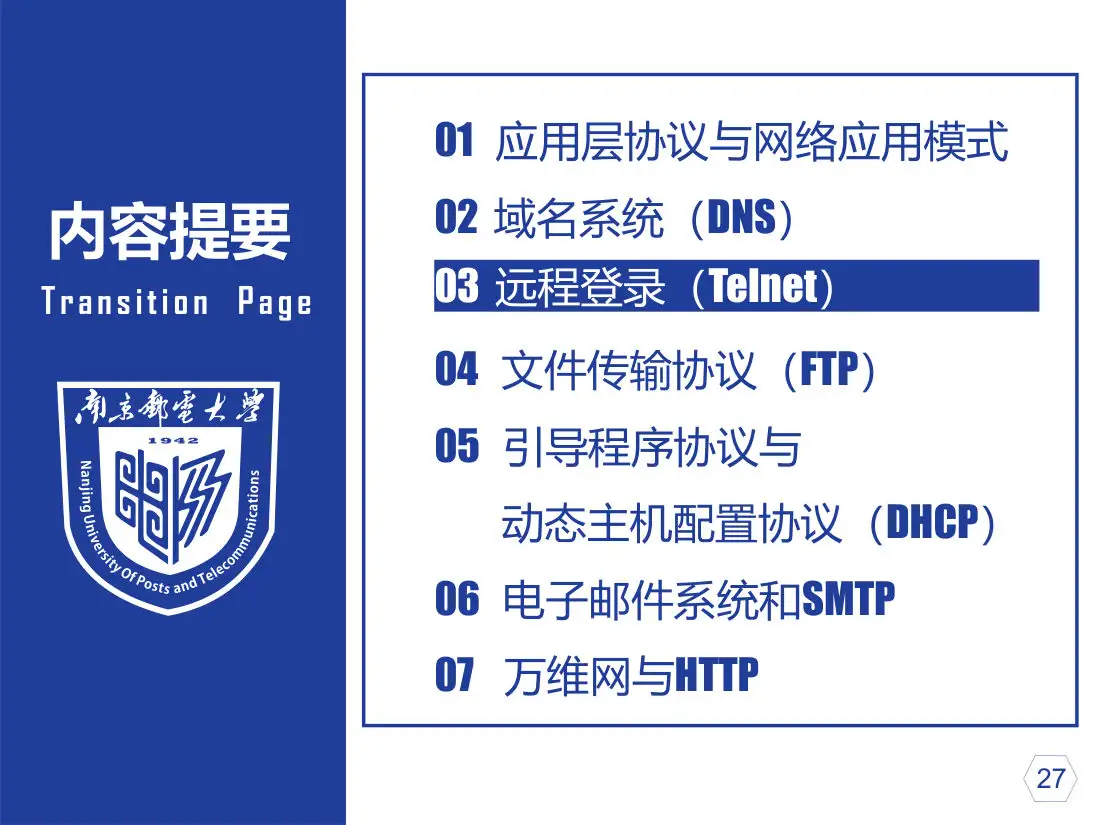 内容提要
Transition Page
南京郵電大學
1942
Nanjing University Of Posts and Telecommunications
01 应用层协议与网络应用模式
02 域名系统（DNS）
03 远程登录（Telnet）
04 文件传输协议（FTP）
05 引导程序协议与
动态主机配置协议（DHCP）
06 电子邮件系统和SMTP
07 万维网与HTTP
27